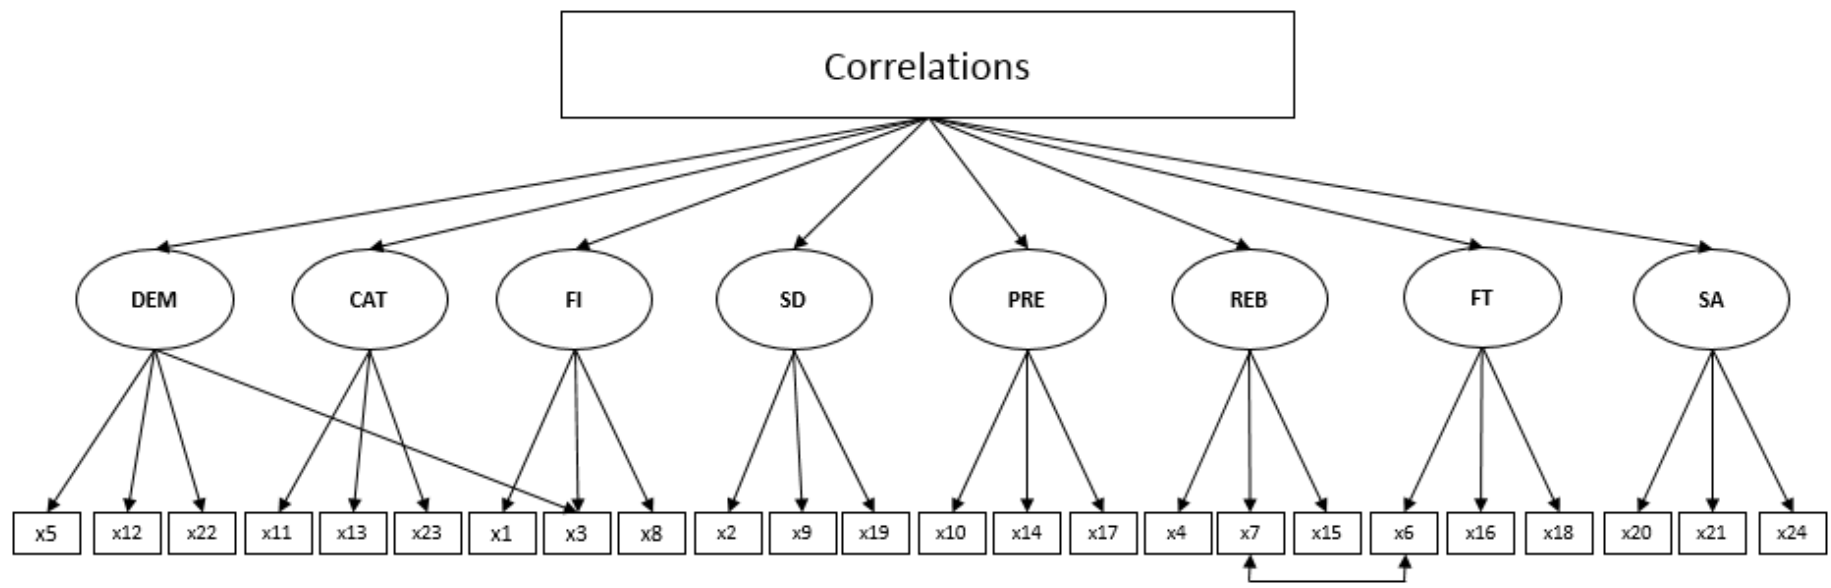 Correlations
DEM CAT FI SD PRE REB FT SA
x5 x12 x22 x11 x13 x23 x1 x3 x8 x2 x9 x19 x10 x14 x17 x4 x7 x15 x6 x16 x18 x20 x21 x24